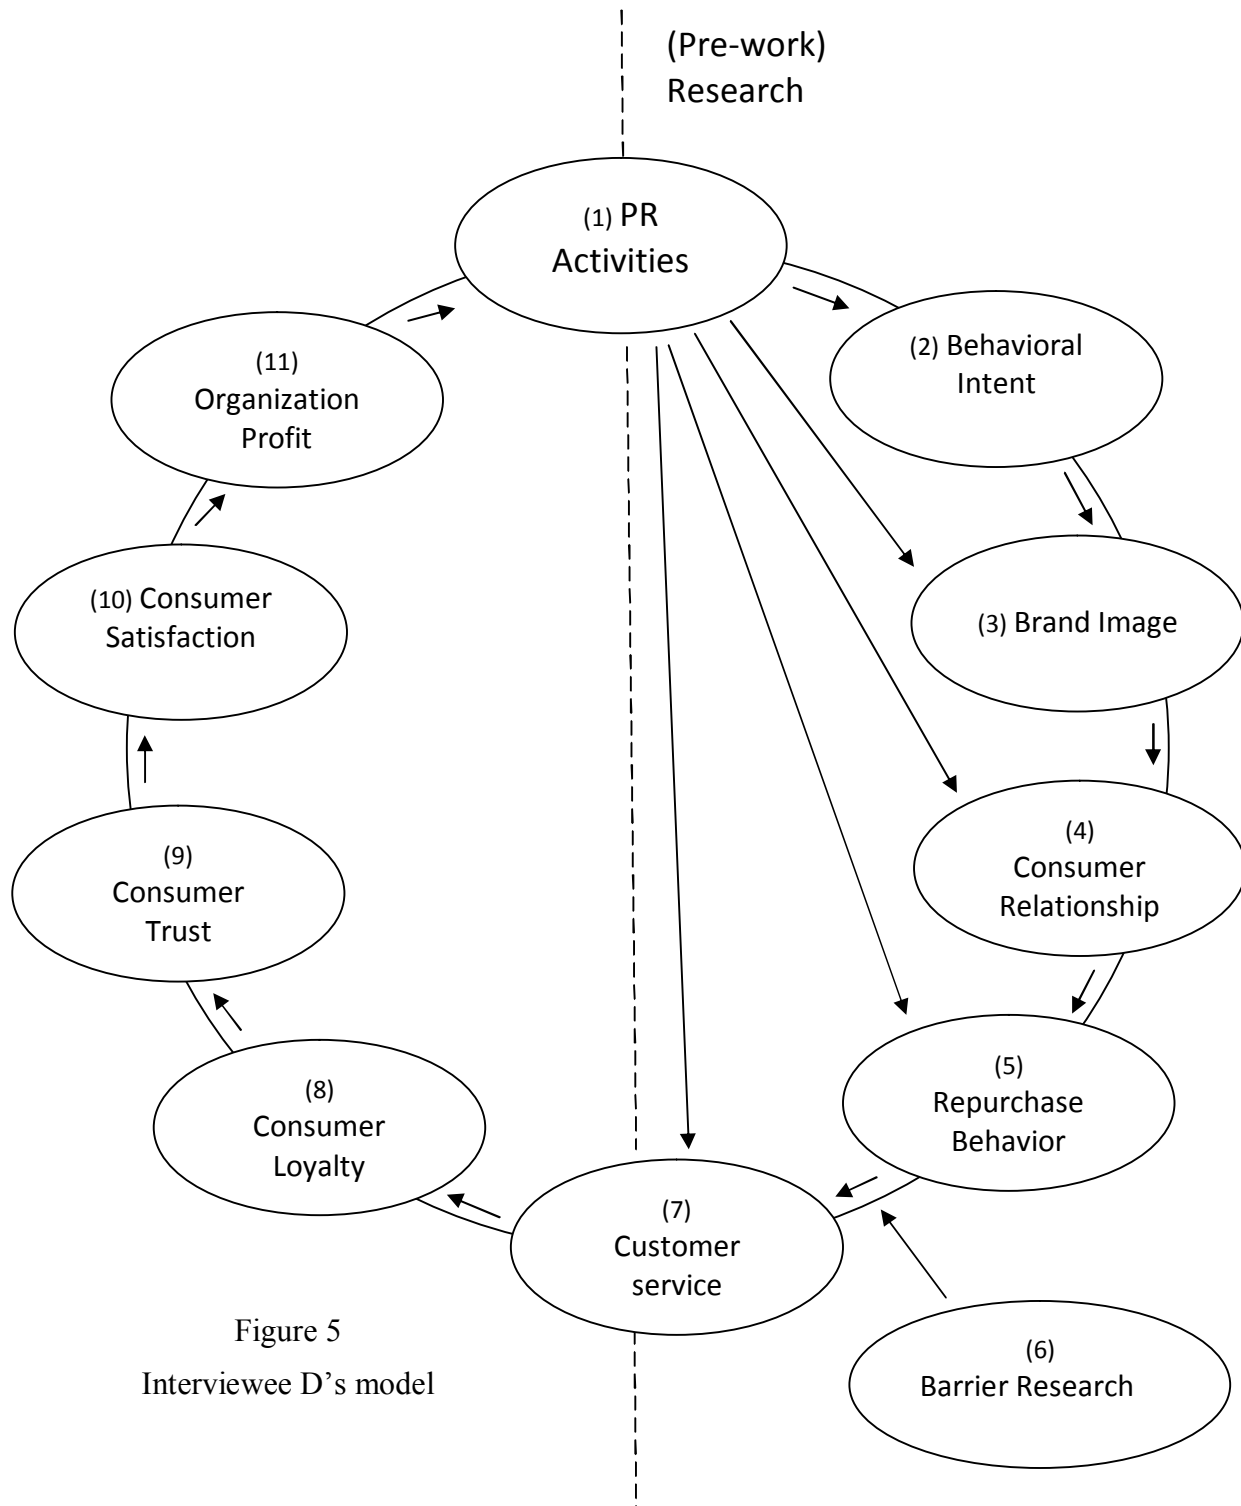 (Pre-work)
Research
(1) PR
Activities
(2) Behavioral
Intent
(3) Brand Image
(4)
Consumer
Relationship
(5)
Repurchase
Behavior
(6)
Barrier Research
(7)
Customer
service
(8)
Consumer
Loyalty
(9)
Consumer
Trust
(10) Consumer
Satisfaction
(11)
Organization
Profit
Figure 5
Interviewee D’s model